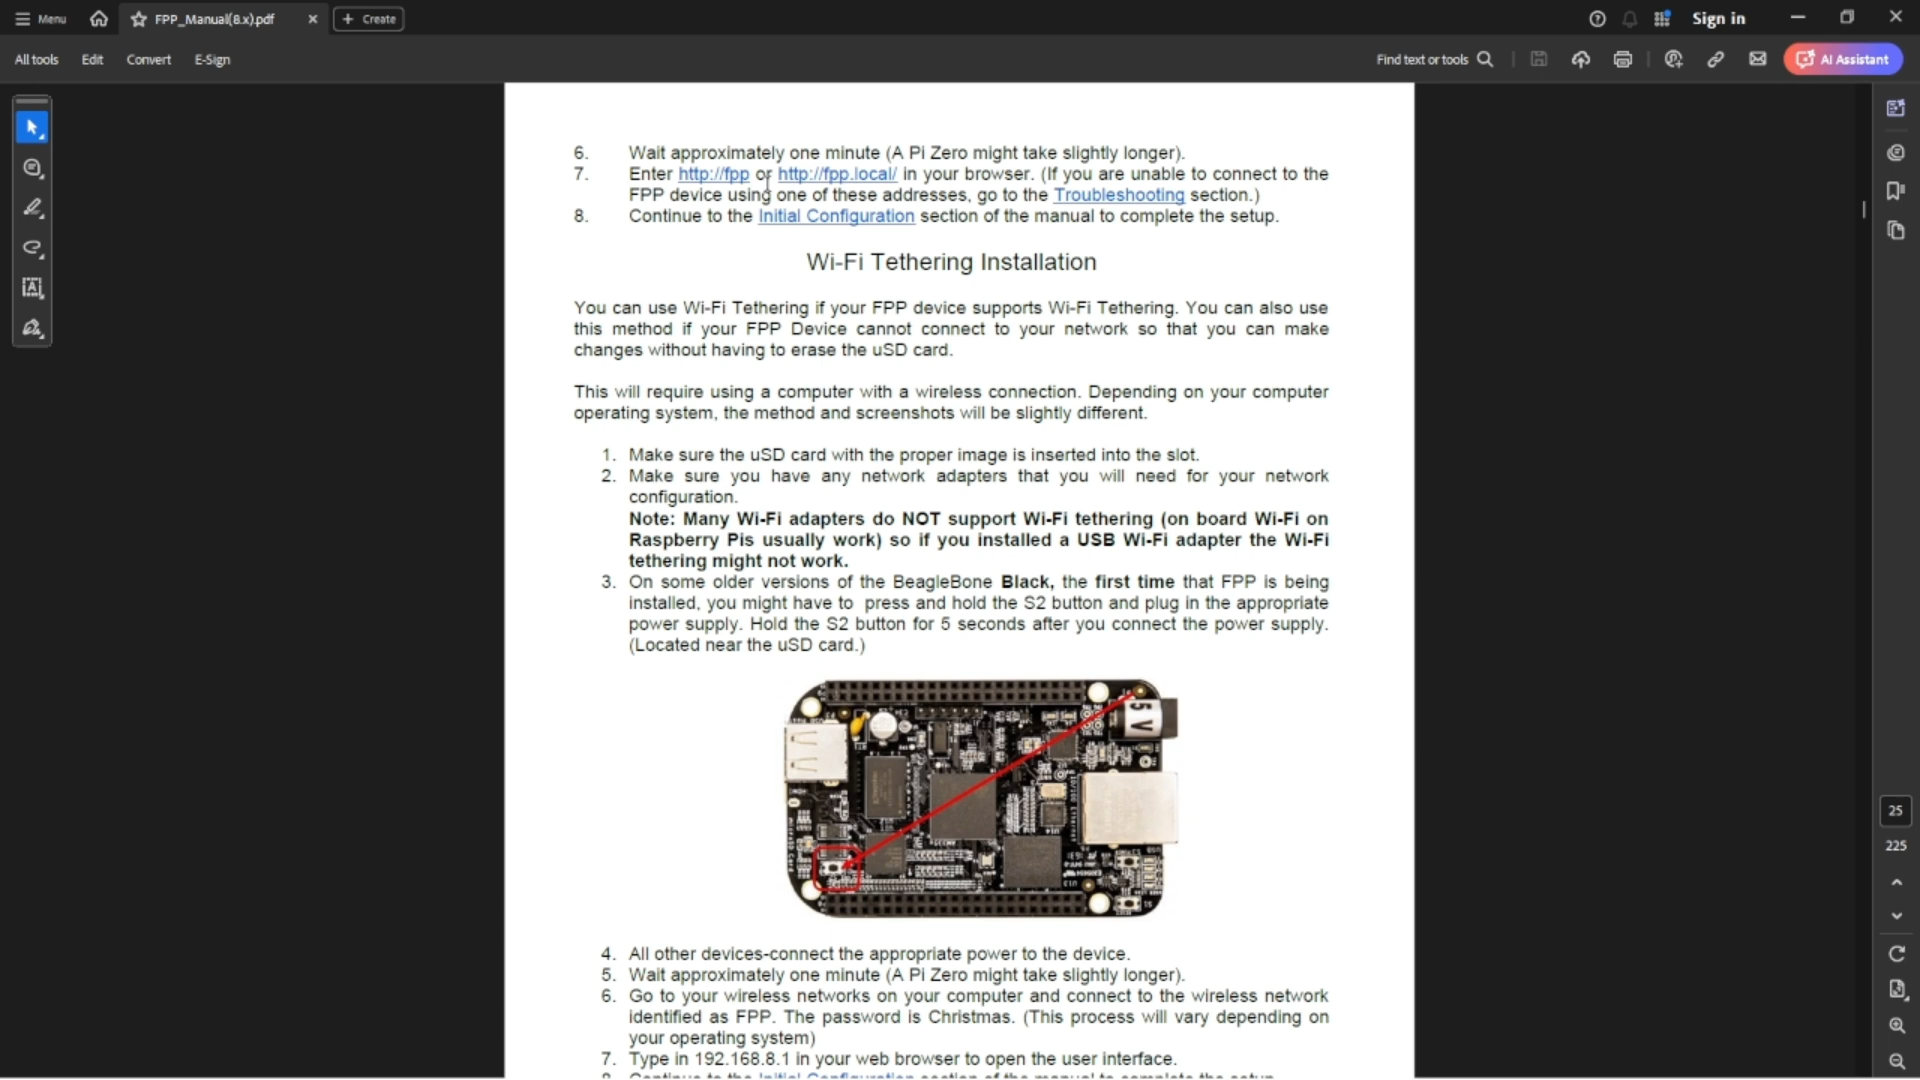 Menu
FPP_Manual(8.x).pdf
Create
Sign in
All tools
Edit
Convert
E-Sign
Find text or tools
AI Assistant
6. Wait approximately one minute (A Pi Zero might take slightly longer).
7. Enter http://fpp or http://fpp.local/ in your browser. (If you are unable to connect to the
FPP device using one of these addresses, go to the Troubleshooting section.)
8. Continue to the Initial Configuration section of the manual to complete the setup.
Wi-Fi Tethering Installation
You can use Wi-Fi Tethering if your FPP device supports Wi-Fi Tethering. You can also use
this method if your FPP Device cannot connect to your network so that you can make
changes without having to erase the uSD card.
This will require using a computer with a wireless connection. Depending on your computer
operating system, the method and screenshots will be slightly different.
1. Make sure the uSD card with the proper image is inserted into the slot.
2. Make sure you have any network adapters that you will need for your network
configuration.
Note: Many Wi-Fi adapters do NOT support Wi-Fi tethering (on board Wi-Fi on
Raspberry Pis usually work) so if you installed a USB Wi-Fi adapter the Wi-Fi
tethering might not work.
3. On some older versions of the BeagleBone Black, the first time that FPP is being
installed, you might have to press and hold the S2 button and plug in the appropriate
power supply. Hold the S2 button for 5 seconds after you connect the power supply.
(Located near the uSD card.)
5 V
4. All other devices-connect the appropriate power to the device.
5. Wait approximately one minute (A Pi Zero might take slightly longer).
6. Go to your wireless networks on your computer and connect to the wireless network
identified as FPP. The password is Christmas. (This process will vary depending on
your operating system)
7. Type in 192.168.8.1 in your web browser to open the user interface.
8. Continue to the Initial Configuration section of the manual to complete the setup.
25
225